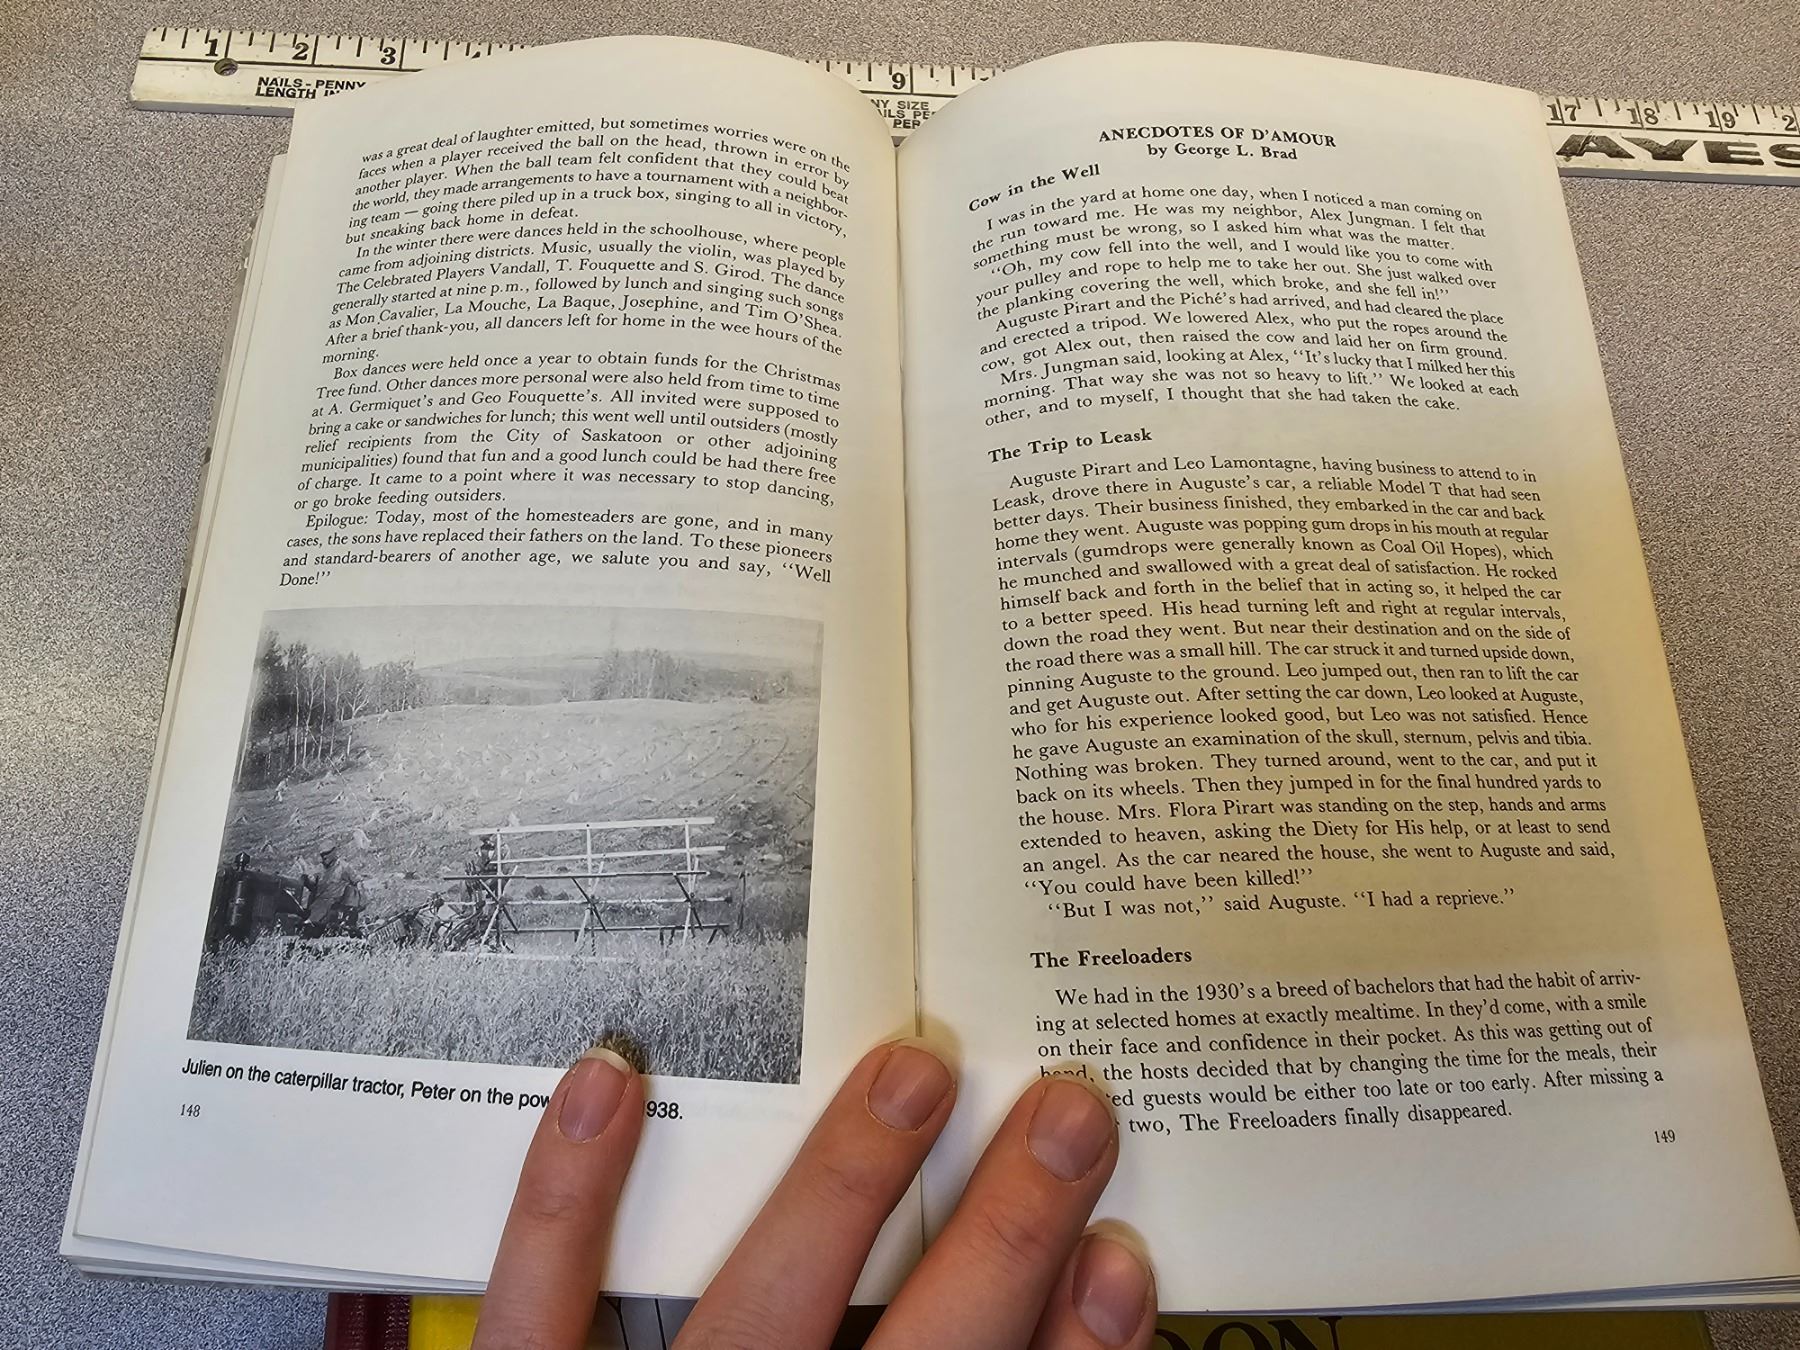 1 2 3
NAILS - PENNY
LENGTH IN
9
NY SIZE
AILS PE
PER
17 18 19 2
AYES
was a great deal of laughter emitted, but sometimes worries were on the
faces when a player received the ball on the head, thrown in error by
another player. When the ball team felt confident that they could beat
the world, they made arrangements to have a tournament with a neighbor-
ing team — going there piled up in a truck box, singing to all in victory,
but sneaking back home in defeat.
In the winter there were dances held in the schoolhouse, where people
came from adjoining districts. Music, usually the violin, was played by
The Celebrated Players Vandall, T. Fouquette and S. Girod. The dance
generally started at nine p.m., followed by lunch and singing such songs
as Mon Cavalier, La Mouche, La Baque, Josephine, and Tim O'Shea.
After a brief thank-you, all dancers left for home in the wee hours of the
morning.
Box dances were held once a year to obtain funds for the Christmas
Tree fund. Other dances more personal were also held from time to time
at A. Germiquet's and Geo Fouquette's. All invited were supposed to
bring a cake or sandwiches for lunch; this went well until outsiders (mostly
relief recipients from the City of Saskatoon or other adjoining
municipalities) found that fun and a good lunch could be had there free
of charge. It came to a point where it was necessary to stop dancing,
or go broke feeding outsiders.
Epilogue: Today, most of the homesteaders are gone, and in many
cases, the sons have replaced their fathers on the land. To these pioneers
and standard-bearers of another age, we salute you and say, "Well
Done!"
Julien on the caterpillar tractor, Peter on the pow 938.
148
ANECDOTES OF D'AMOUR
by George L. Brad
Cow in the Well
I was in the yard at home one day, when I noticed a man coming on
the run toward me. He was my neighbor, Alex Jungman. I felt that
something must be wrong, so I asked him what was the matter.
"Oh, my cow fell into the well, and I would like you to come with
your pulley and rope to help me to take her out. She just walked over
the planking covering the well, which broke, and she fell in!"
Auguste Pirart and the Piché's had arrived, and had cleared the place
and erected a tripod. We lowered Alex, who put the ropes around the
cow, got Alex out, then raised the cow and laid her on firm ground.
Mrs. Jungman said, looking at Alex, "It's lucky that I milked her this
morning. That way she was not so heavy to lift." We looked at each
other, and to myself, I thought that she had taken the cake.
The Trip to Leask
Auguste Pirart and Leo Lamontagne, having business to attend to in
Leask, drove there in Auguste's car, a reliable Model T that had seen
better days. Their business finished, they embarked in the car and back
home they went. Auguste was popping gum drops in his mouth at regular
intervals (gumdrops were generally known as Coal Oil Hopes), which
he munched and swallowed with a great deal of satisfaction. He rocked
himself back and forth in the belief that in acting so, it helped the car
to a better speed. His head turning left and right at regular intervals,
down the road they went. But near their destination and on the side of
the road there was a small hill. The car struck it and turned upside down,
pinning Auguste to the ground. Leo jumped out, then ran to lift the car
and get Auguste out. After setting the car down, Leo looked at Auguste,
who for his experience looked good, but Leo was not satisfied. Hence
he gave Auguste an examination of the skull, sternum, pelvis and tibia.
Nothing was broken. They turned around, went to the car, and put it
back on its wheels. Then they jumped in for the final hundred yards to
the house. Mrs. Flora Pirart was standing on the step, hands and arms
extended to heaven, asking the Diety for His help, or at least to send
an angel. As the car neared the house, she went to Auguste and said,
"You could have been killed!"
"But I was not," said Auguste. "I had a reprieve."
The Freeloaders
We had in the 1930's a breed of bachelors that had the habit of arriv-
ing at selected homes at exactly mealtime. In they'd come, with a smile
on their face and confidence in their pocket. As this was getting out of
hand, the hosts decided that by changing the time for the meals, their
ted guests would be either too late or too early. After missing a
two, The Freeloaders finally disappeared.
149